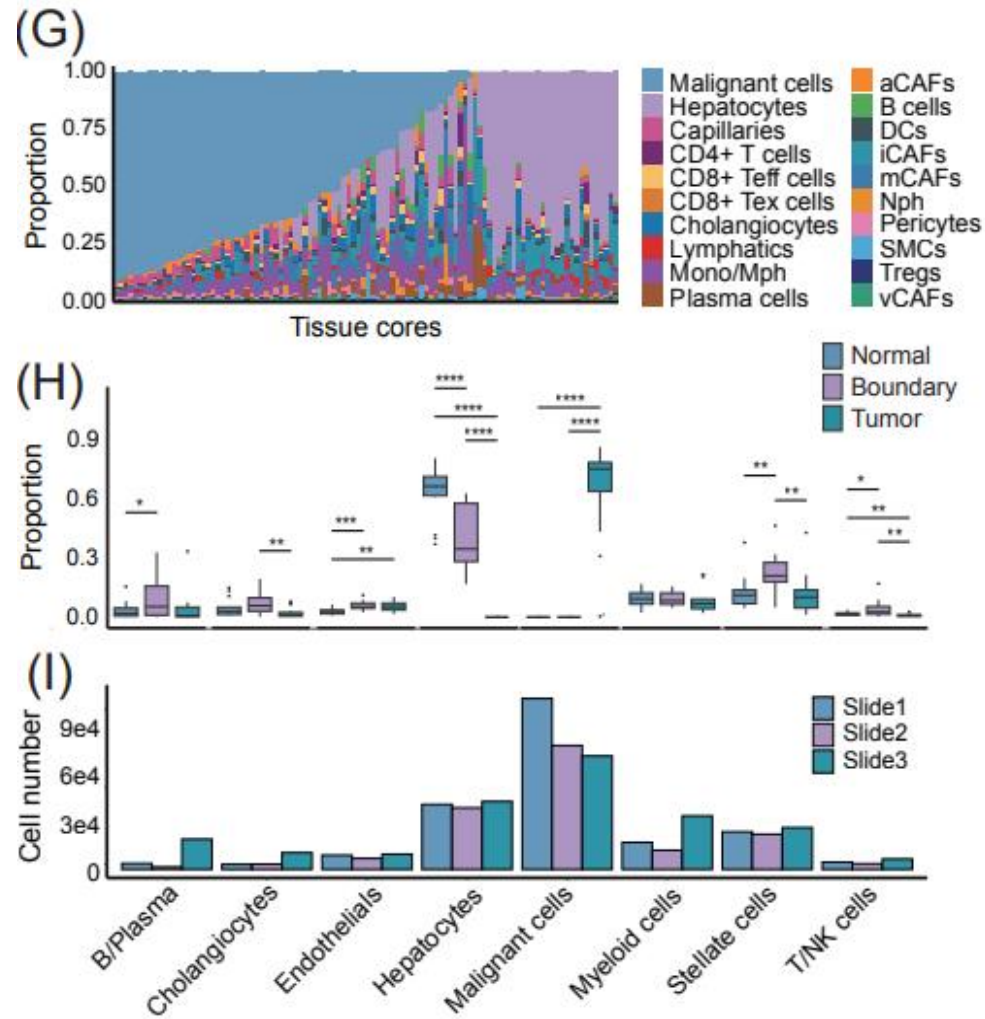 (G)
Proportion
1.00
0.75
0.50
0.25
0.00
Tissue cores
Malignant cells
Hepatocytes
Capillaries
CD4+ T cells
CD8+ Teff cells
CD8+ Tex cells
Cholangiocytes
Lymphatics
Mono/Mph
Plasma cells
aCAFs
B cells
DCs
iCAFs
mCAFs
Nph
Pericytes
SMCs
Tregs
vCAFs
(H)
Normal
Boundary
Tumor
Proportion
0.9
0.6
0.3
0.0
*
**
***
**
****
****
****
****
****
**
**
*
**
**
(I)
Slide1
Slide2
Slide3
Cell number
9e4
6e4
3e4
0
B/Plasma
Cholangiocytes
Endothelials
Hepatocytes
Malignant cells
Myeloid cells
Stellate cells
T/NK cells